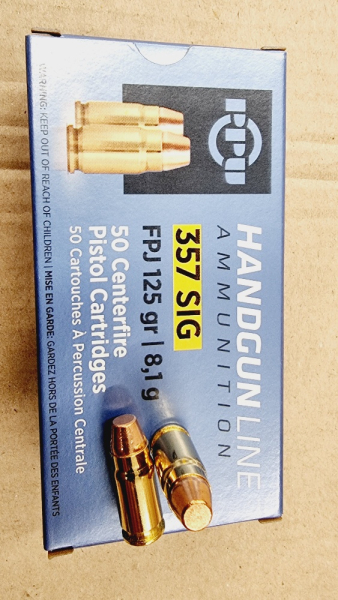 PPU
HANDGUN LINE
AMMUNITION
357 SIG
FPJ 125 gr | 8,1 g
50 Centerfire
Pistol Cartridges
50 Cartouches À Percussion Centrale
WARNING: KEEP OUT OF REACH OF CHILDREN | MISE EN GARDE: GARDEZ HORS DE LA PORTÉE DES ENFANTS